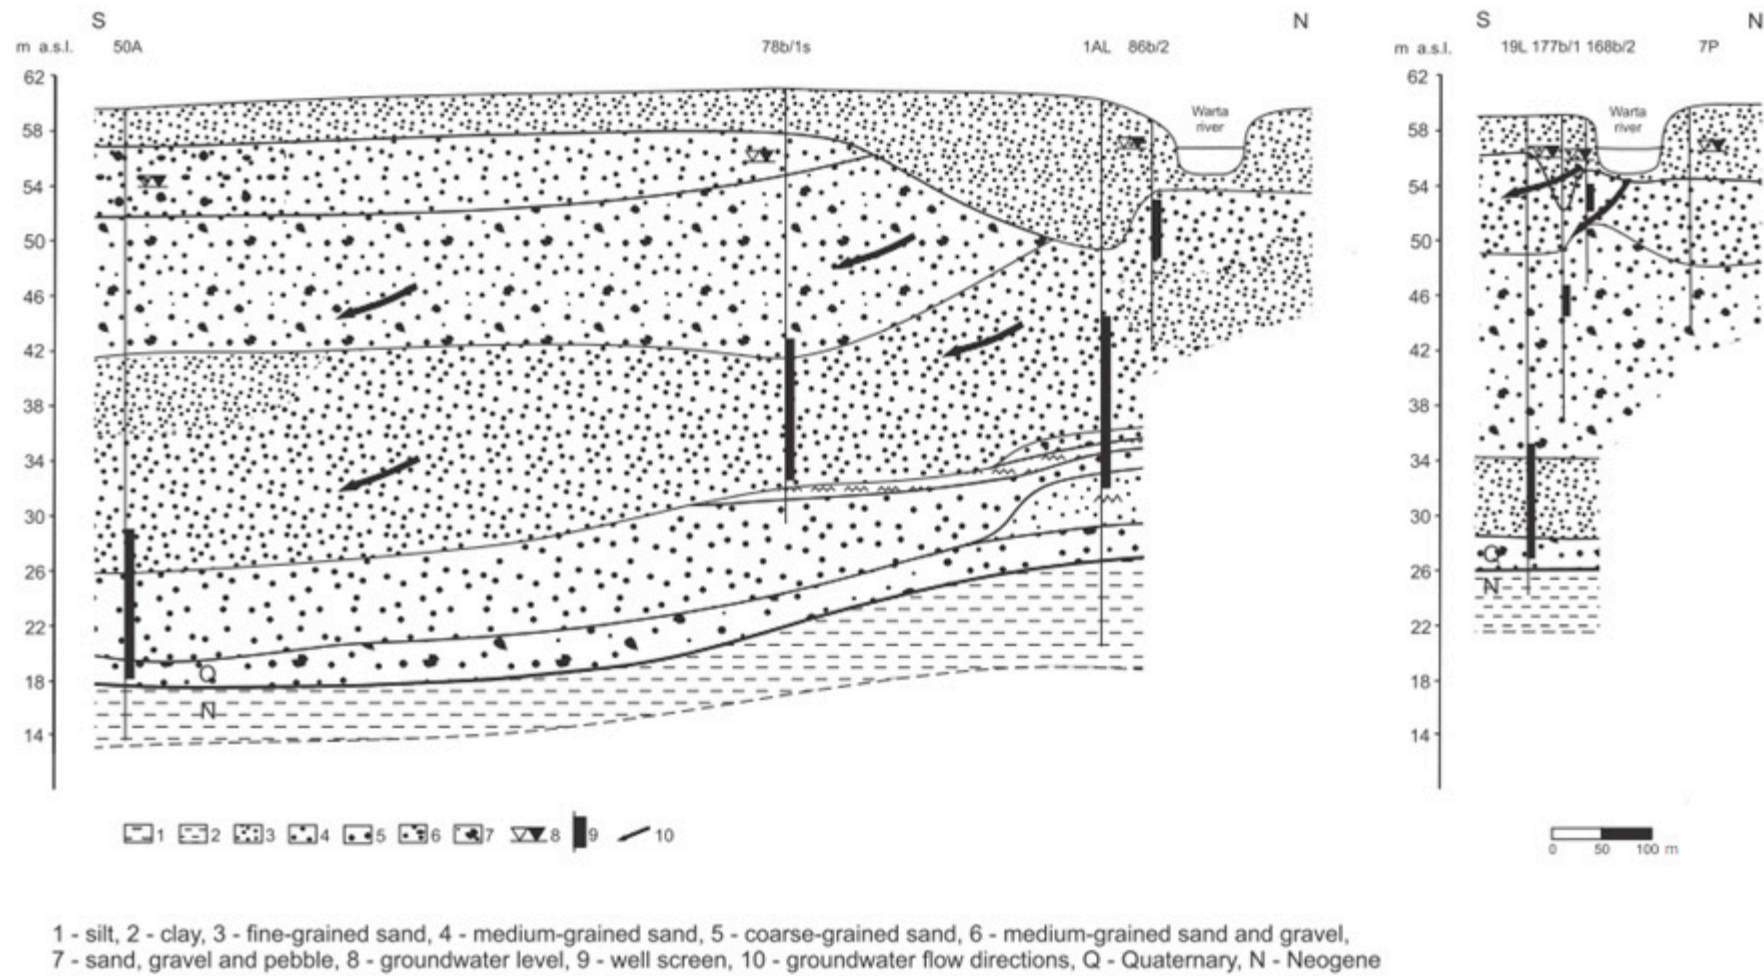 S N S N
m a.s.l. 50A 78b/1s 1AL 86b/2 m a.s.l. 19L 177b/1 168b/2 7P
62 62
Warta Warta
river river
58 58
54 54
50 50
46 46
42 42
38 38
34 34
30 30
Q
26 26
N
22 22
Q
18 18
N
14 14
1 2 3 4 5 6 7 8 9 10
0 50 100 m
1 - silt, 2 - clay, 3 - fine-grained sand, 4 - medium-grained sand, 5 - coarse-grained sand, 6 - medium-grained sand and gravel,
7 - sand, gravel and pebble, 8 - groundwater level, 9 - well screen, 10 - groundwater flow directions, Q - Quaternary, N - Neogene